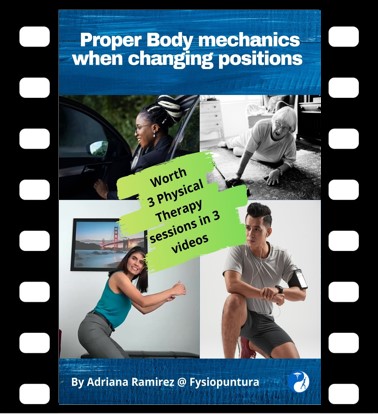 Proper Body mechanics
when changing positions
Worth
3 Physical
Therapy
sessions in 3
videos
By Adriana Ramirez @ Fysiopuntura